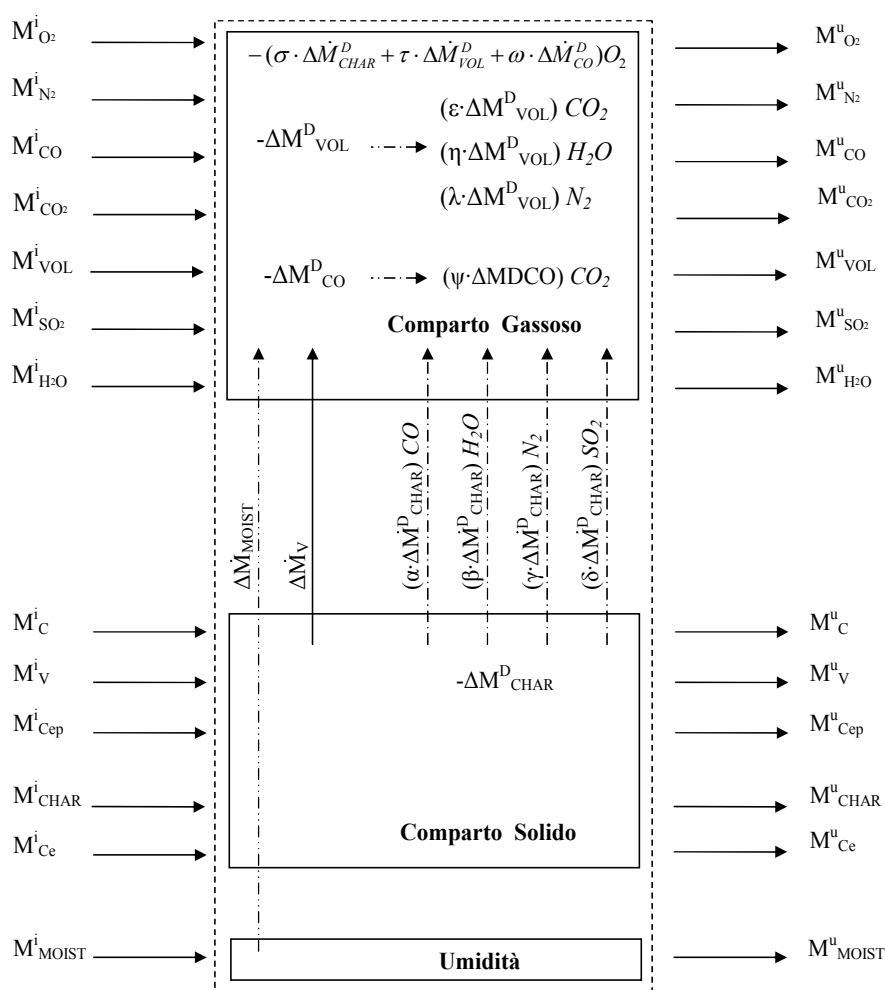 M^i_O2
M^i_N2
M^i_CO
M^i_CO2
M^i_VOL
M^i_SO2
M^i_H2O
−(σ · ΔṀ^D_CHAR + τ · ΔṀ^D_VOL + ω · ΔṀ^D_CO)O₂
-ΔM^D_VOL
(ε·ΔM^D_VOL) CO₂
(η·ΔM^D_VOL) H₂O
(λ·ΔM^D_VOL) N₂
-ΔM^D_CO
(ψ·ΔMDCO) CO₂
Comparto Gassoso
M^u_O2
M^u_N2
M^u_CO
M^u_CO2
M^u_VOL
M^u_SO2
M^u_H2O
ΔṀ_MOIST
ΔṀ_V
(α·ΔṀ^D_CHAR) CO
(β·ΔṀ^D_CHAR) H₂O
(γ·ΔṀ^D_CHAR) N₂
(δ·ΔṀ^D_CHAR) SO₂
M^i_C
M^i_V
M^i_Cep
M^i_CHAR
M^i_Ce
-ΔM^D_CHAR
Comparto Solido
M^u_C
M^u_V
M^u_Cep
M^u_CHAR
M^u_Ce
M^i_MOIST
Umidità
M^u_MOIST